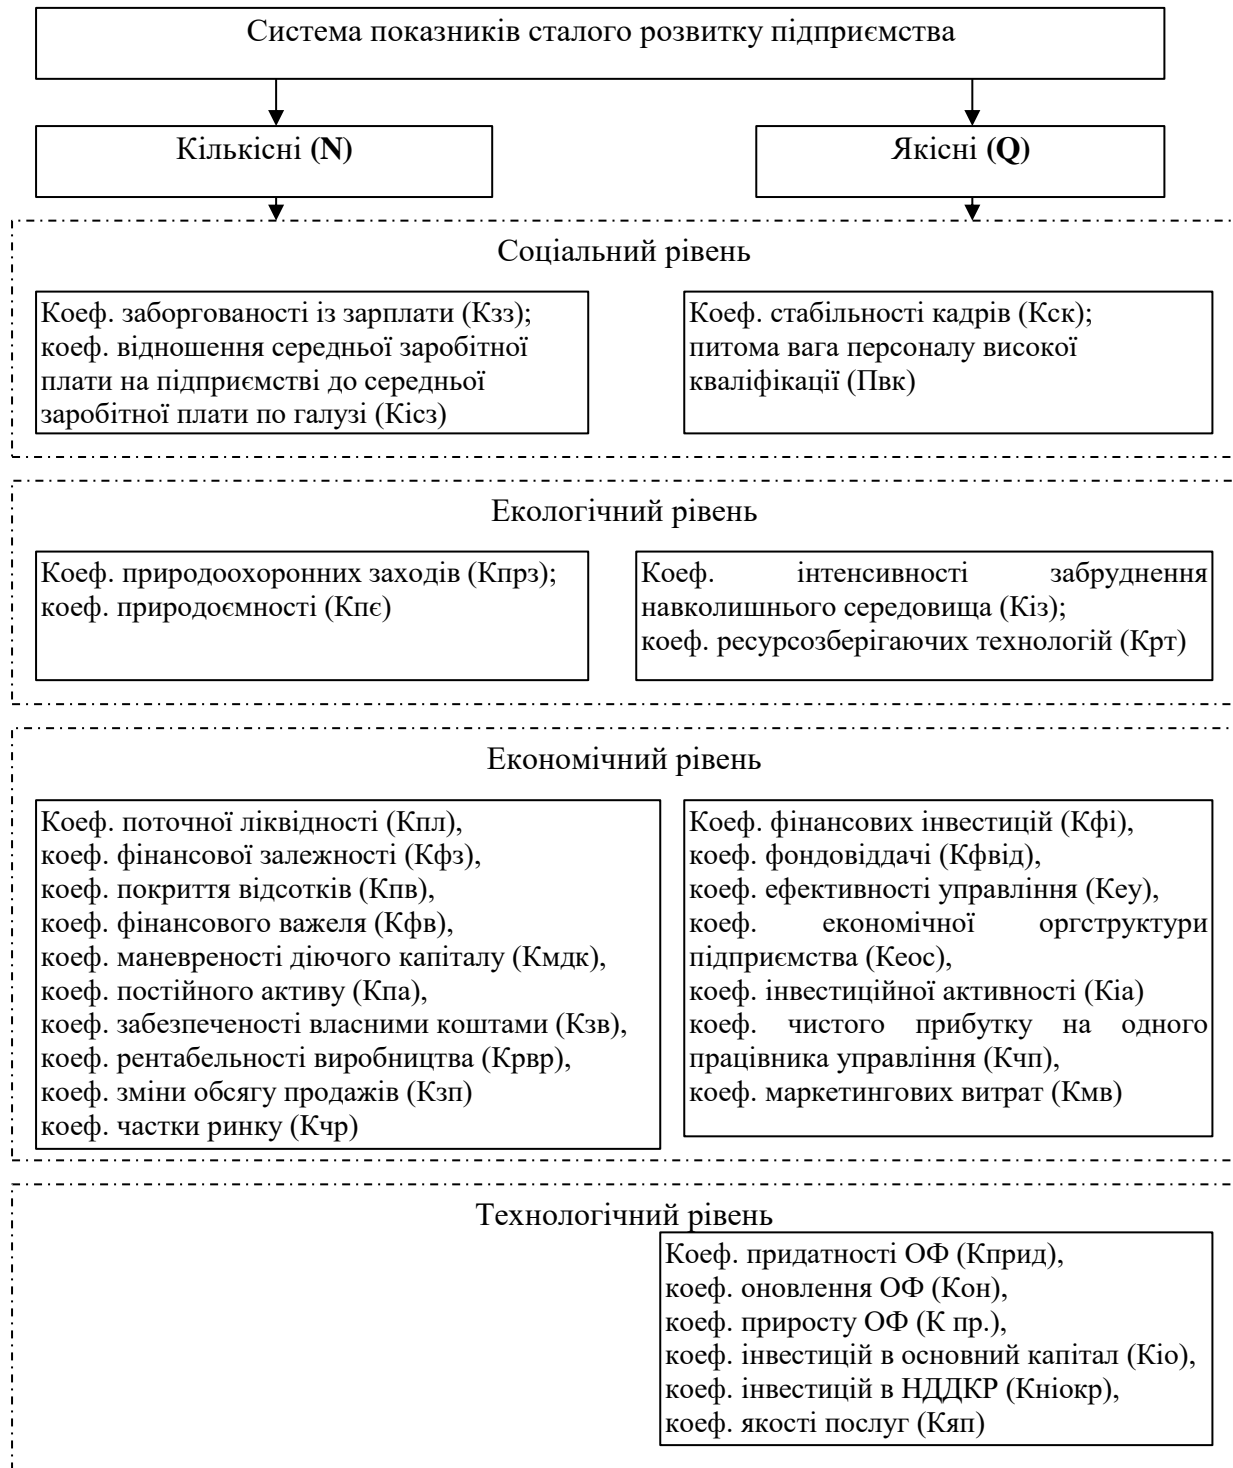 Система показників сталого розвитку підприємства
Кількісні (N)
Якісні (Q)
Соціальний рівень
Коеф. заборгованості із зарплати (Кзз);
коеф. відношення середньої заробітної
плати на підприємстві до середньої
заробітної плати по галузі (Кісз)
Коеф. стабільності кадрів (Кск);
питома вага персоналу високої
кваліфікації (Пвк)
Екологічний рівень
Коеф. природоохоронних заходів (Кпрз);
коеф. природоємності (Кпє)
Коеф. інтенсивності забруднення
навколишнього середовища (Кіз);
коеф. ресурсозберігаючих технологій (Крт)
Економічний рівень
Коеф. поточної ліквідності (Кпл),
коеф. фінансової залежності (Кфз),
коеф. покриття відсотків (Кпв),
коеф. фінансового важеля (Кфв),
коеф. маневреності діючого капіталу (Кмдк),
коеф. постійного активу (Кпа),
коеф. забезпеченості власними коштами (Кзв),
коеф. рентабельності виробництва (Крвр),
коеф. зміни обсягу продажів (Кзп)
коеф. частки ринку (Кчр)
Коеф. фінансових інвестицій (Кфі),
коеф. фондовіддачі (Кфвід),
коеф. ефективності управління (Кеу),
коеф. економічної оргструктури
підприємства (Кеос),
коеф. інвестиційної активності (Кіа)
коеф. чистого прибутку на одного
працівника управління (Кчп),
коеф. маркетингових витрат (Кмв)
Технологічний рівень
Коеф. придатності ОФ (Кприд),
коеф. оновлення ОФ (Кон),
коеф. приросту ОФ (К пр.),
коеф. інвестицій в основний капітал (Кіо),
коеф. інвестицій в НДДКР (Кніокр),
коеф. якості послуг (Кяп)